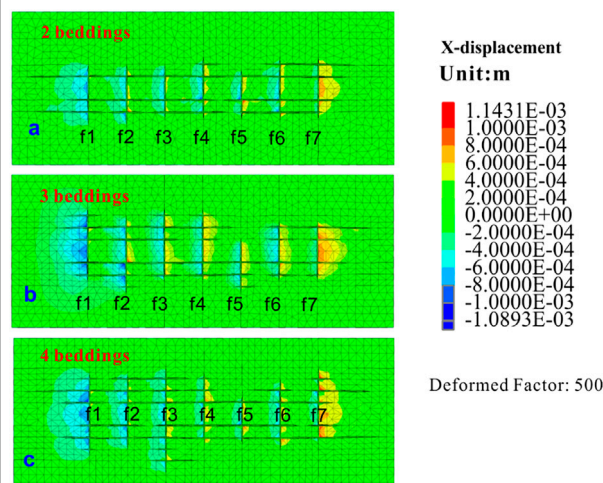 2 beddings
a
f1 f2 f3 f4 f5 f6 f7
3 beddings
b
f1 f2 f3 f4 f5 f6 f7
4 beddings
c
f1 f2 f3 f4 f5 f6 f7
X-displacement
Unit:m
1.1431E-03
1.0000E-03
8.0000E-04
6.0000E-04
4.0000E-04
2.0000E-04
0.0000E+00
-2.0000E-04
-4.0000E-04
-6.0000E-04
-8.0000E-04
-1.0000E-03
-1.0893E-03
Deformed Factor: 500